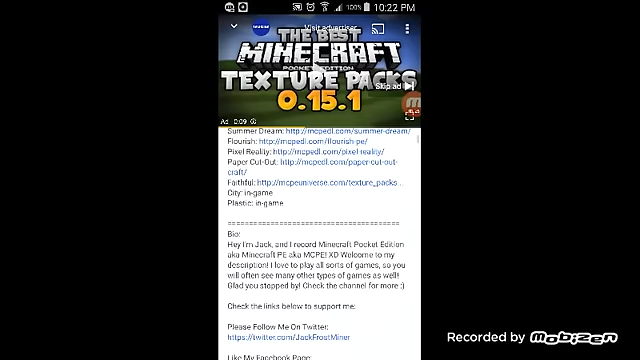 100% 10:22 PM
Visit advertiser
THE BEST
MINECRAFT
POCKET EDITION
TEXTURE PACKS
Skip ad
0.15.1
Ad 0:09
Summer Dream: http://mcpedl.com/summer-dream/
Flourish: http://mcpedl.com/flourish-pe/
Pixel Reality: http://mcpedl.com/pixel-reality/
Paper Cut-Out: http://mcpedl.com/paper-cut-out-
craft/
Faithful: http://mcpeuniverse.com/texture_packs...
City: in-game
Plastic: in-game
========================================
Bio:
Hey I'm Jack, and I record Minecraft Pocket Edition
aka Minecraft PE aka MCPE! XD Welcome to my
description! I love to play all sorts of games, so you
will often see many other types of games as well!
Glad you stopped by! Check the channel for more :)
Check the links below to support me:
Please Follow Me On Twitter:
https://twitter.com/JackFrostMiner
Like My Facebook Page:
Recorded by Mobizen